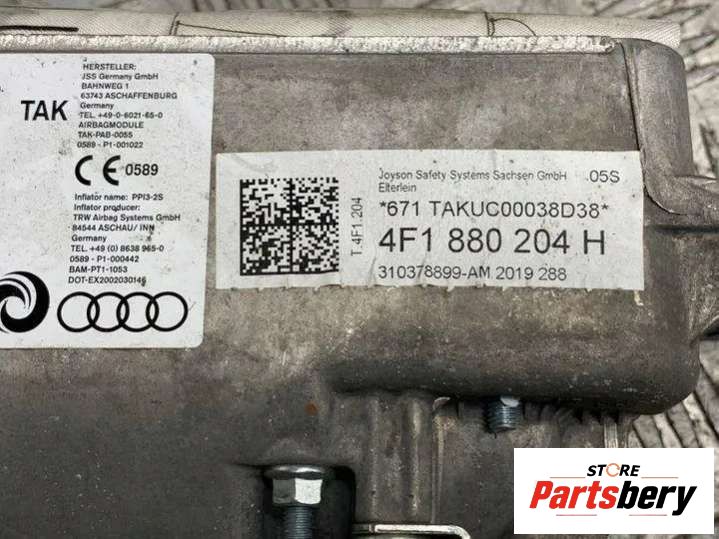 HERSTELLER:
JSS Germany GmbH
BAHNWEG 1
63743 ASCHAFFENBURG
Germany
TEL. +49-0-6021-65-0
AIRBAGMODULE
TAK-PAB-0055
0589 - P1-001022
TAK
CE 0589
Inflator name: PPI3-2S
Inflator producer:
TRW Airbag Systems GmbH
84544 ASCHAU/ INN
Germany
TEL. +49 (0) 8638 965-0
0589 - P1-000442
BAM-PT1-1053
DOT-EX2002030146
T.4F1.204
Joyson Safety Systems Sachsen GmbH .05S
Elterlein
*671 TAKUC00038D38*
4F1 880 204 H
310378899-AM 2019 288
STORE
Partsbery